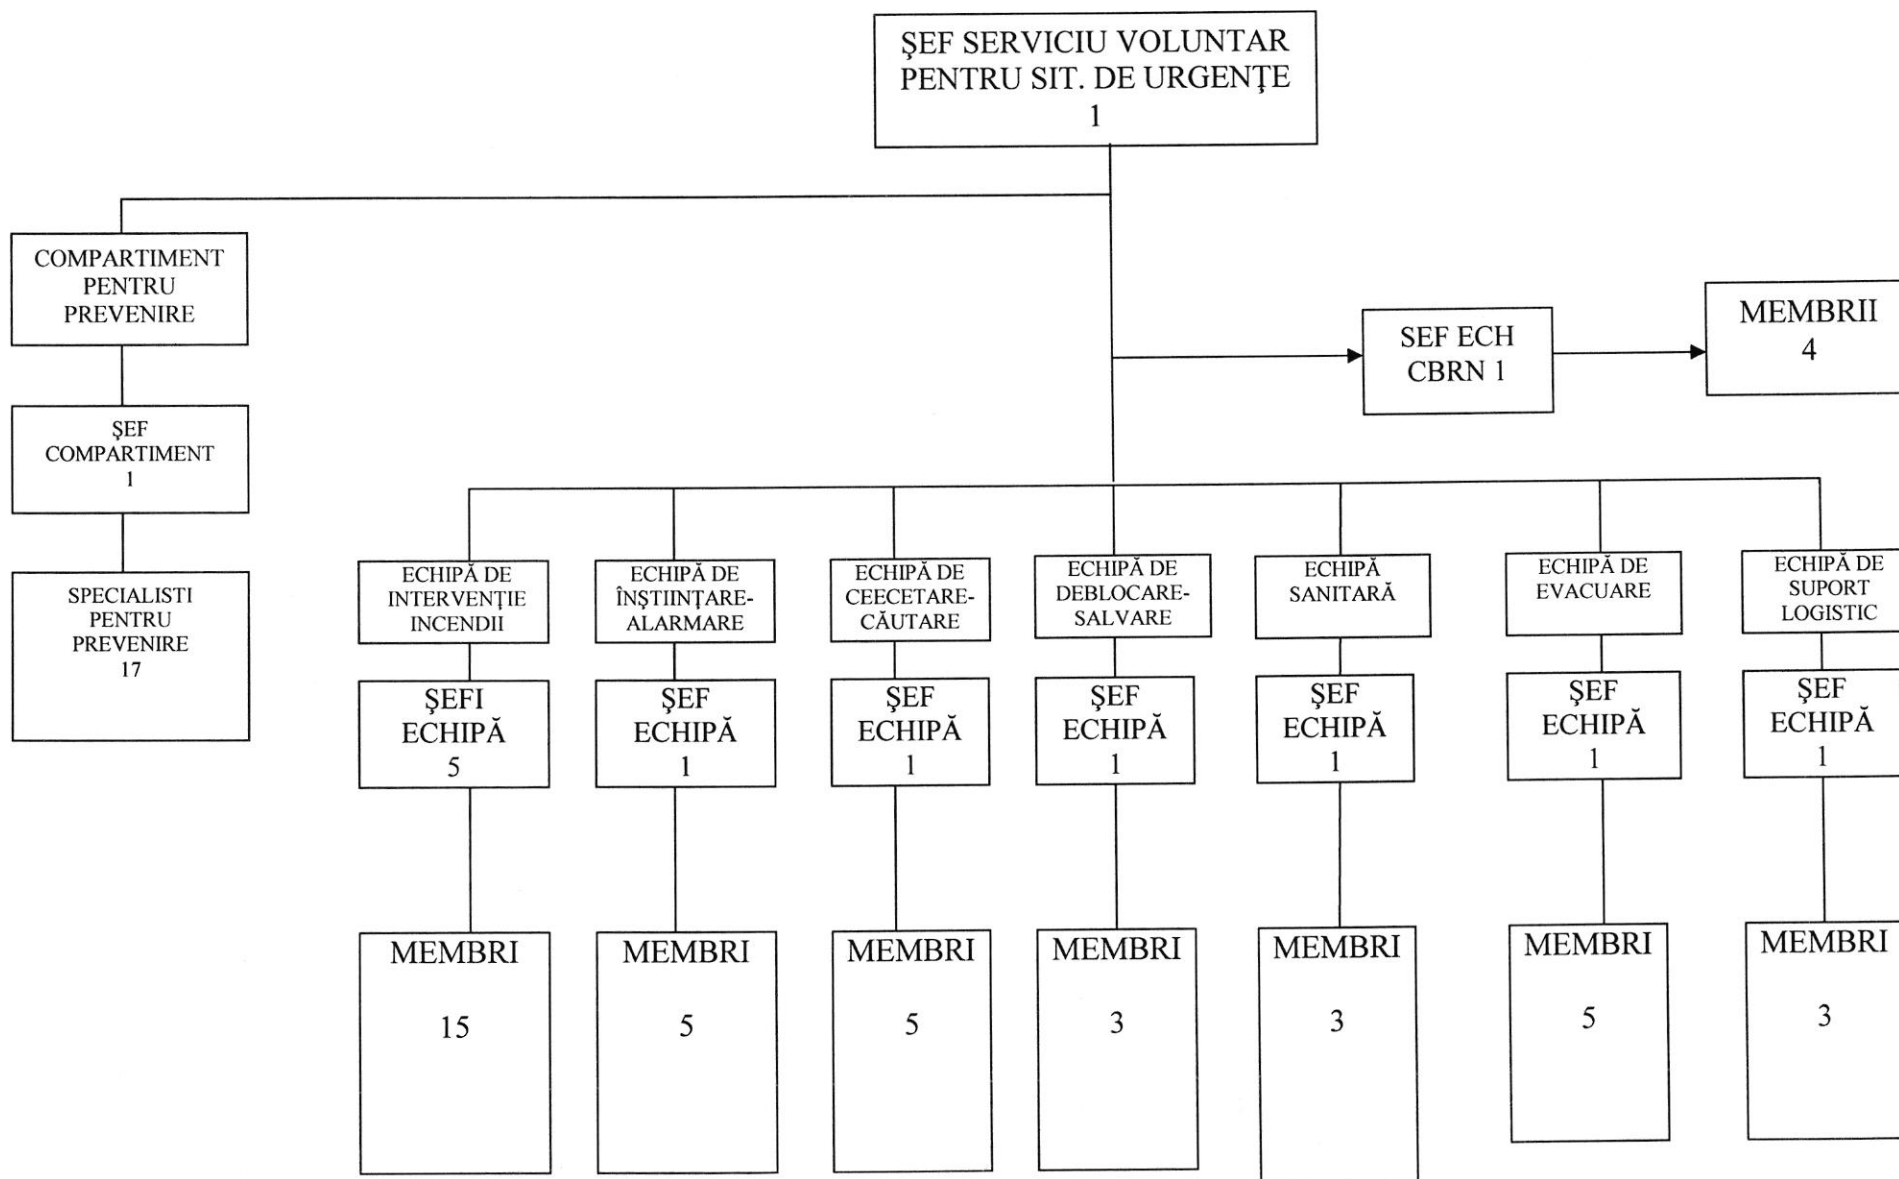 ŞEF SERVICIU VOLUNTAR
PENTRU SIT. DE URGENŢE
1
COMPARTIMENT
PENTRU
PREVENIRE
ŞEF
COMPARTIMENT
1
SPECIALISTI
PENTRU
PREVENIRE
17
SEF ECH
CBRN 1
MEMBRII
4
ECHIPĂ DE
INTERVENŢIE
INCENDII
ECHIPĂ DE
ÎNŞTIINŢARE-
ALARMARE
ECHIPĂ DE
CEECETARE-
CĂUTARE
ECHIPĂ DE
DEBLOCARE-
SALVARE
ECHIPĂ
SANITARĂ
ECHIPĂ DE
EVACUARE
ECHIPĂ DE
SUPORT
LOGISTIC
ŞEFI
ECHIPĂ
5
ŞEF
ECHIPĂ
1
ŞEF
ECHIPĂ
1
ŞEF
ECHIPĂ
1
ŞEF
ECHIPĂ
1
ŞEF
ECHIPĂ
1
ŞEF
ECHIPĂ
1
MEMBRI
15
MEMBRI
5
MEMBRI
5
MEMBRI
3
MEMBRI
3
MEMBRI
5
MEMBRI
3